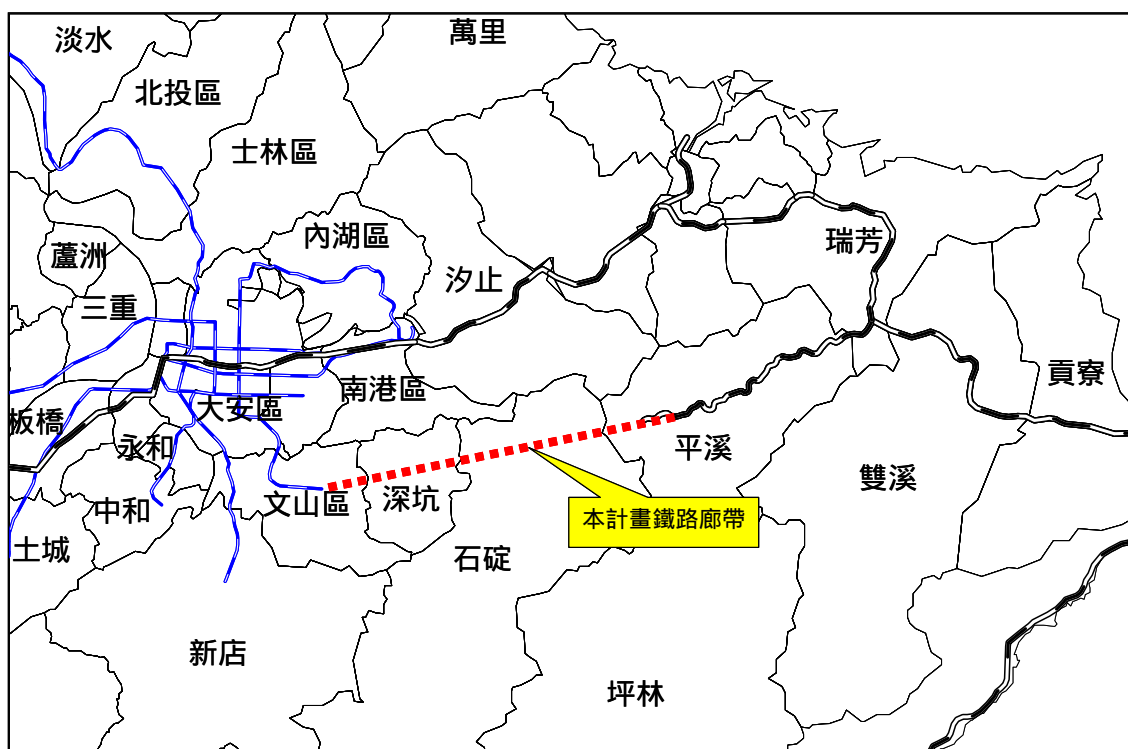 淡水
萬里
北投區
士林區
內湖區
蘆洲
三重
汐止
瑞芳
南港區
大安區
板橋
永和
貢寮
平溪
雙溪
文山區
深坑
中和
本計畫鐵路廊帶
土城
石碇
新店
坪林